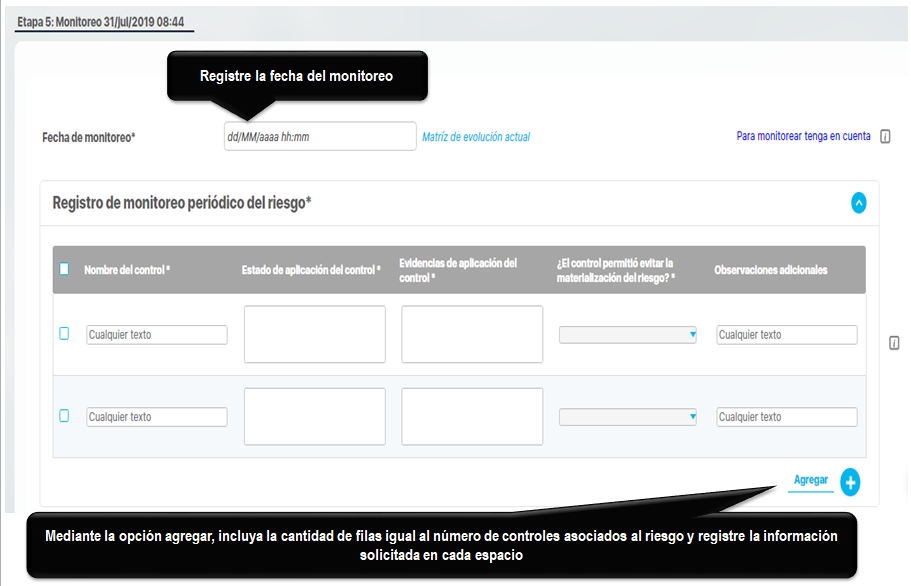 Etapa 5: Monitoreo 31/jul/2019 08:44
Registre la fecha del monitoreo
Fecha de monitoreo*
dd/MM/aaaa hh:mm
Matríz de evolución actual
Para monitorear tenga en cuenta
i
Registro de monitoreo periódico del riesgo*
Nombre del control *
Estado de aplicación del control *
Evidencias de aplicación del
control *
¿El control permitió evitar la
materialización del riesgo? *
Observaciones adicionales
Cualquier texto
Cualquier texto
i
Cualquier texto
Cualquier texto
Agregar
Mediante la opción agregar, incluya la cantidad de filas igual al número de controles asociados al riesgo y registre la información
solicitada en cada espacio